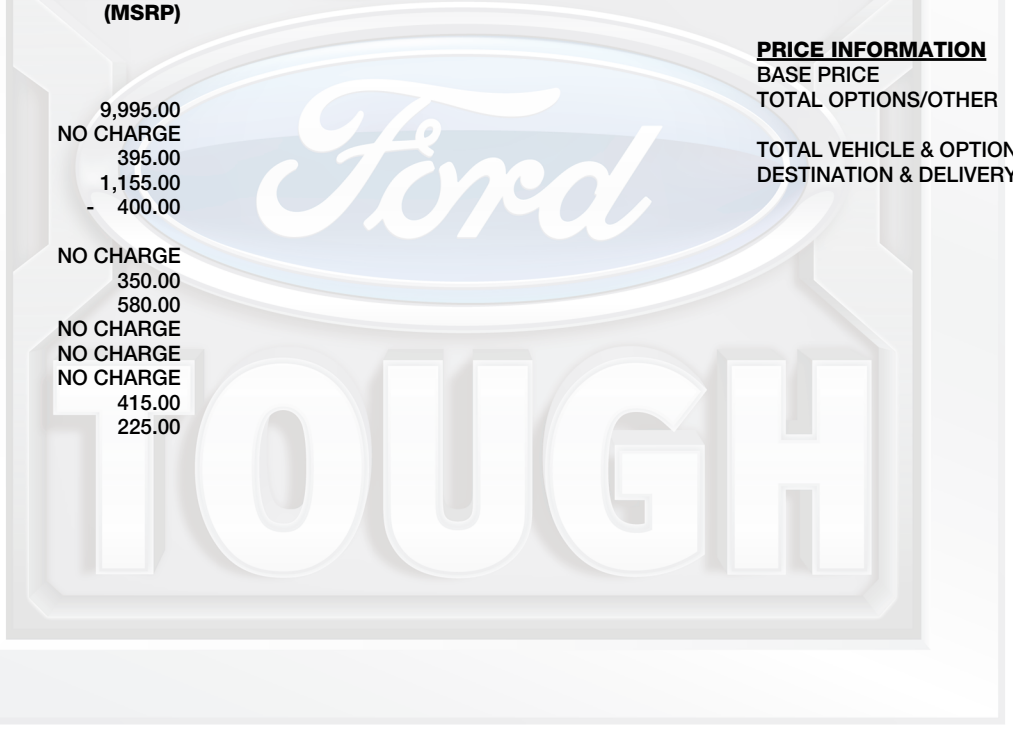 (MSRP)
9,995.00
NO CHARGE
395.00
1,155.00
- 400.00
NO CHARGE
350.00
580.00
NO CHARGE
NO CHARGE
NO CHARGE
415.00
225.00
PRICE INFORMATION
BASE PRICE
TOTAL OPTIONS/OTHER
TOTAL VEHICLE & OPTION
DESTINATION & DELIVERY
Ford
TOUGH